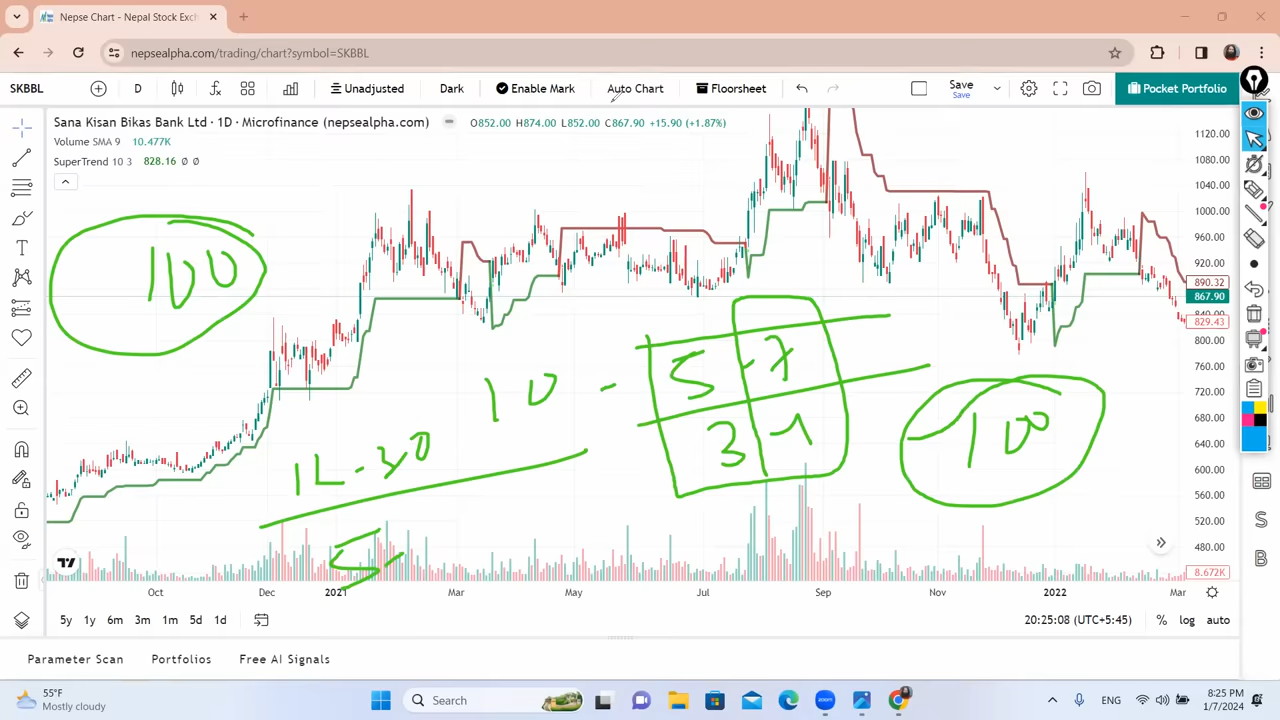 Nepse Chart - Nepal Stock Exc
nepsealpha.com/trading/chart?symbol=SKBBL
SKBBL D Unadjusted Dark Enable Mark Auto Chart Floorsheet Save Pocket Portfolio
Save
Sana Kisan Bikas Bank Ltd · 1D · Microfinance (nepsealpha.com) O852.00 H874.00 L852.00 C867.90 +15.90 (+1.87%)
Volume SMA 9 10.477K
SuperTrend 10 3 828.16 Ø Ø
1120.00
1080.00
1040.00
1000.00
960.00
920.00
890.32
867.90
840.00
829.43
760.00
720.00
680.00
640.00
600.00
560.00
520.00
480.00
8.672K
100
10 - 5 - 7
3 - 1
100
5
Oct Dec 2021 Mar May Jul Sep Nov 2022 Mar
5y 1y 6m 3m 1m 5d 1d 20:25:08 (UTC+5:45) % log auto
Parameter Scan Portfolios Free AI Signals
55°F
Mostly cloudy
Search
ENG
8:25 PM
1/7/2024